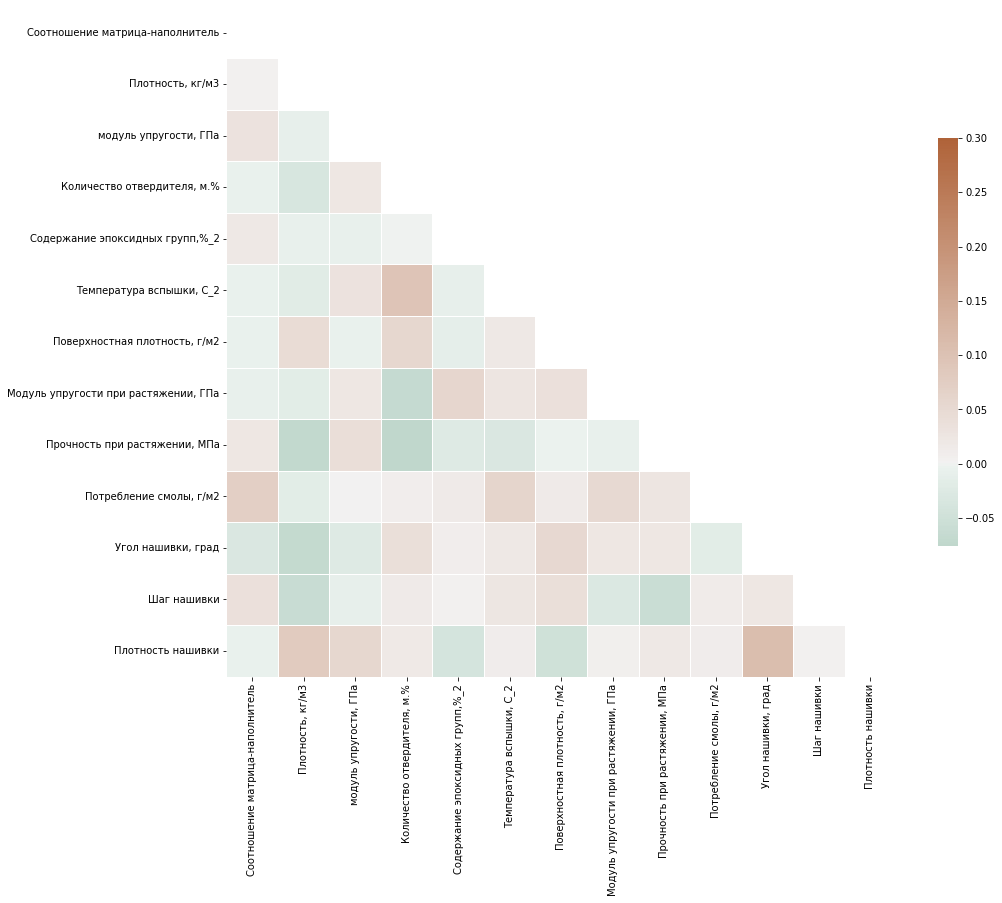 Соотношение матрица-наполнитель
Плотность, кг/м3
модуль упругости, ГПа
Количество отвердителя, м.%
Содержание эпоксидных групп,%_2
Температура вспышки, С_2
Поверхностная плотность, г/м2
Модуль упругости при растяжении, ГПа
Прочность при растяжении, МПа
Потребление смолы, г/м2
Угол нашивки, град
Шаг нашивки
Плотность нашивки
Соотношение матрица-наполнитель
Плотность, кг/м3
модуль упругости, ГПа
Количество отвердителя, м.%
Содержание эпоксидных групп,%_2
Температура вспышки, С_2
Поверхностная плотность, г/м2
Модуль упругости при растяжении, ГПа
Прочность при растяжении, МПа
Потребление смолы, г/м2
Угол нашивки, град
Шаг нашивки
Плотность нашивки
0.30
0.25
0.20
0.15
0.10
0.05
0.00
−0.05